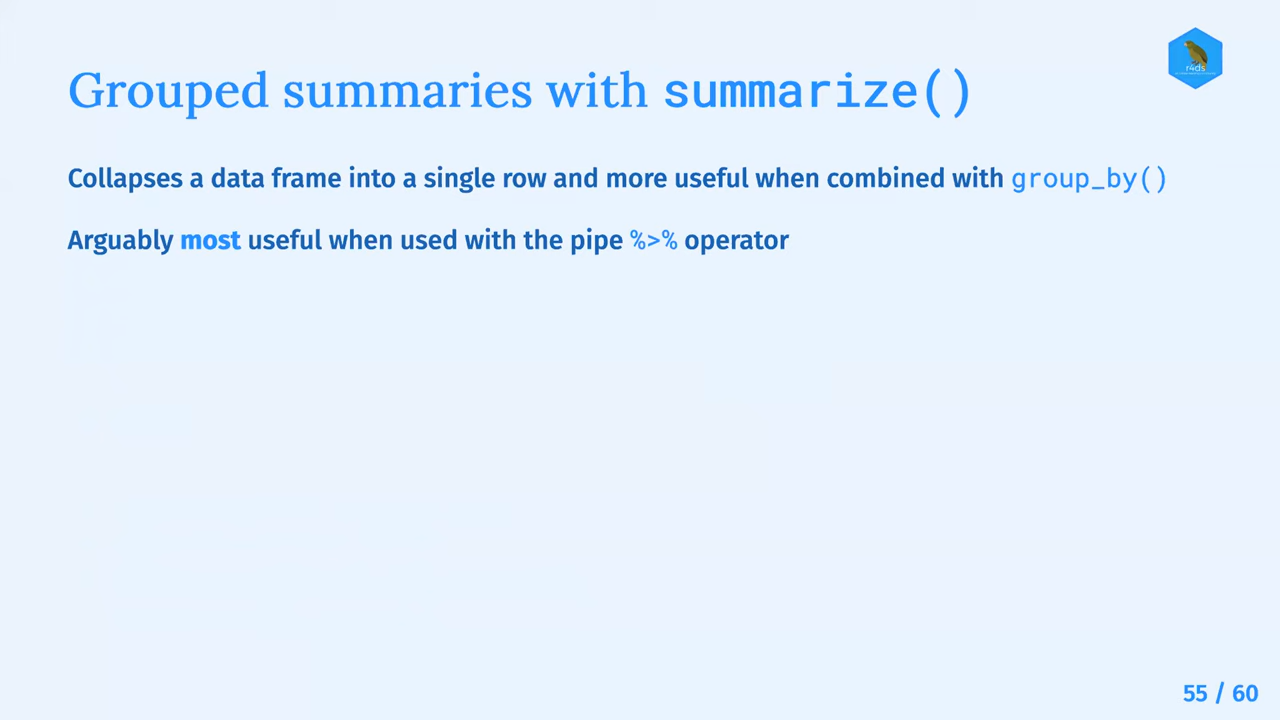 r4ds
Grouped summaries with summarize()
Collapses a data frame into a single row and more useful when combined with group_by()
Arguably most useful when used with the pipe %>% operator
55 / 60